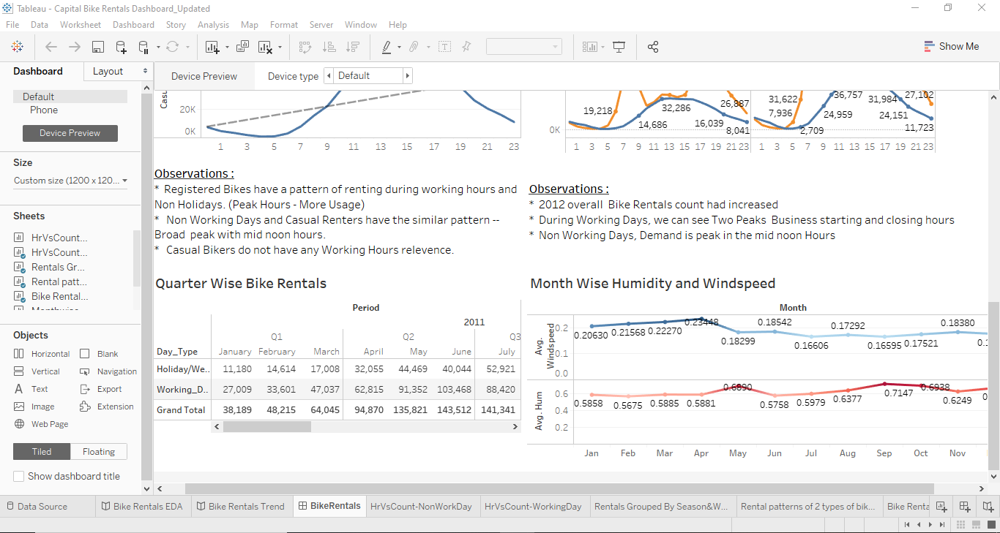 Tableau - Capital Bike Rentals Dashboard_Updated
File Data Worksheet Dashboard Story Analysis Map Format Server Window Help
Show Me
Dashboard Layout
Device Preview Device type Default
Default
Phone
Device Preview
Size
Custom size (1200 x 120...
Sheets
HrVsCount...
HrVsCount...
Rentals Gr...
Rental patt...
Bike Rental...
Objects
Horizontal Blank
Vertical Navigation
Text Export
Image Extension
Web Page
Tiled Floating
Show dashboard title
Casu
20K
0K
1 3 5 7 9 11 13 15 17 19 21 23
19,218 32,286 26,887 31,622 36,757 31,984 27,102
14,686 16,039 8,041 7,936 2,709 24,959 24,151 11,723
0K
1 3 5 7 9 11 13 15 17 19 21 23 1 3 5 7 9 11 13 15 17 19 21 23
Observations :
* Registered Bikes have a pattern of renting during working hours and
Non Holidays. (Peak Hours - More Usage)
* Non Working Days and Casual Renters have the similar pattern --
Broad peak with mid noon hours.
* Casual Bikers do not have any Working Hours relevence.
Observations :
* 2012 overall Bike Rentals count had increased
* During Working Days, we can see Two Peaks Business starting and closing hours
* Non Working Days, Demand is peak in the mid noon Hours
Quarter Wise Bike Rentals
Period
2011
Q1 Q2 Q3
Day_Type January February March April May June July
Holiday/We.. 11,180 14,614 17,008 32,055 44,469 40,044 52,921
Working_D.. 27,009 33,601 47,037 62,815 91,352 103,468 88,420
Grand Total 38,189 48,215 64,045 94,870 135,821 143,512 141,341
Month Wise Humidity and Windspeed
Month
Avg. Windspeed
0.2
0.1
0.0
0.20630 0.21568 0.22270 0.23448 0.18299 0.18542 0.16606 0.17292 0.16595 0.17521 0.18380 0.1
Avg. Hum
0.6
0.4
0.2
0.5858 0.5675 0.5885 0.5881 0.6890 0.5758 0.5979 0.6377 0.7147 0.6938 0.6249 0.
Jan Feb Mar Apr May Jun Jul Aug Sep Oct Nov
Data Source Bike Rentals EDA Bike Rentals Trend BikeRentals HrVsCount-NonWorkDay HrVsCount-WorkingDay Rentals Grouped By Season&W... Rental patterns of 2 types of bik... Bike Renta